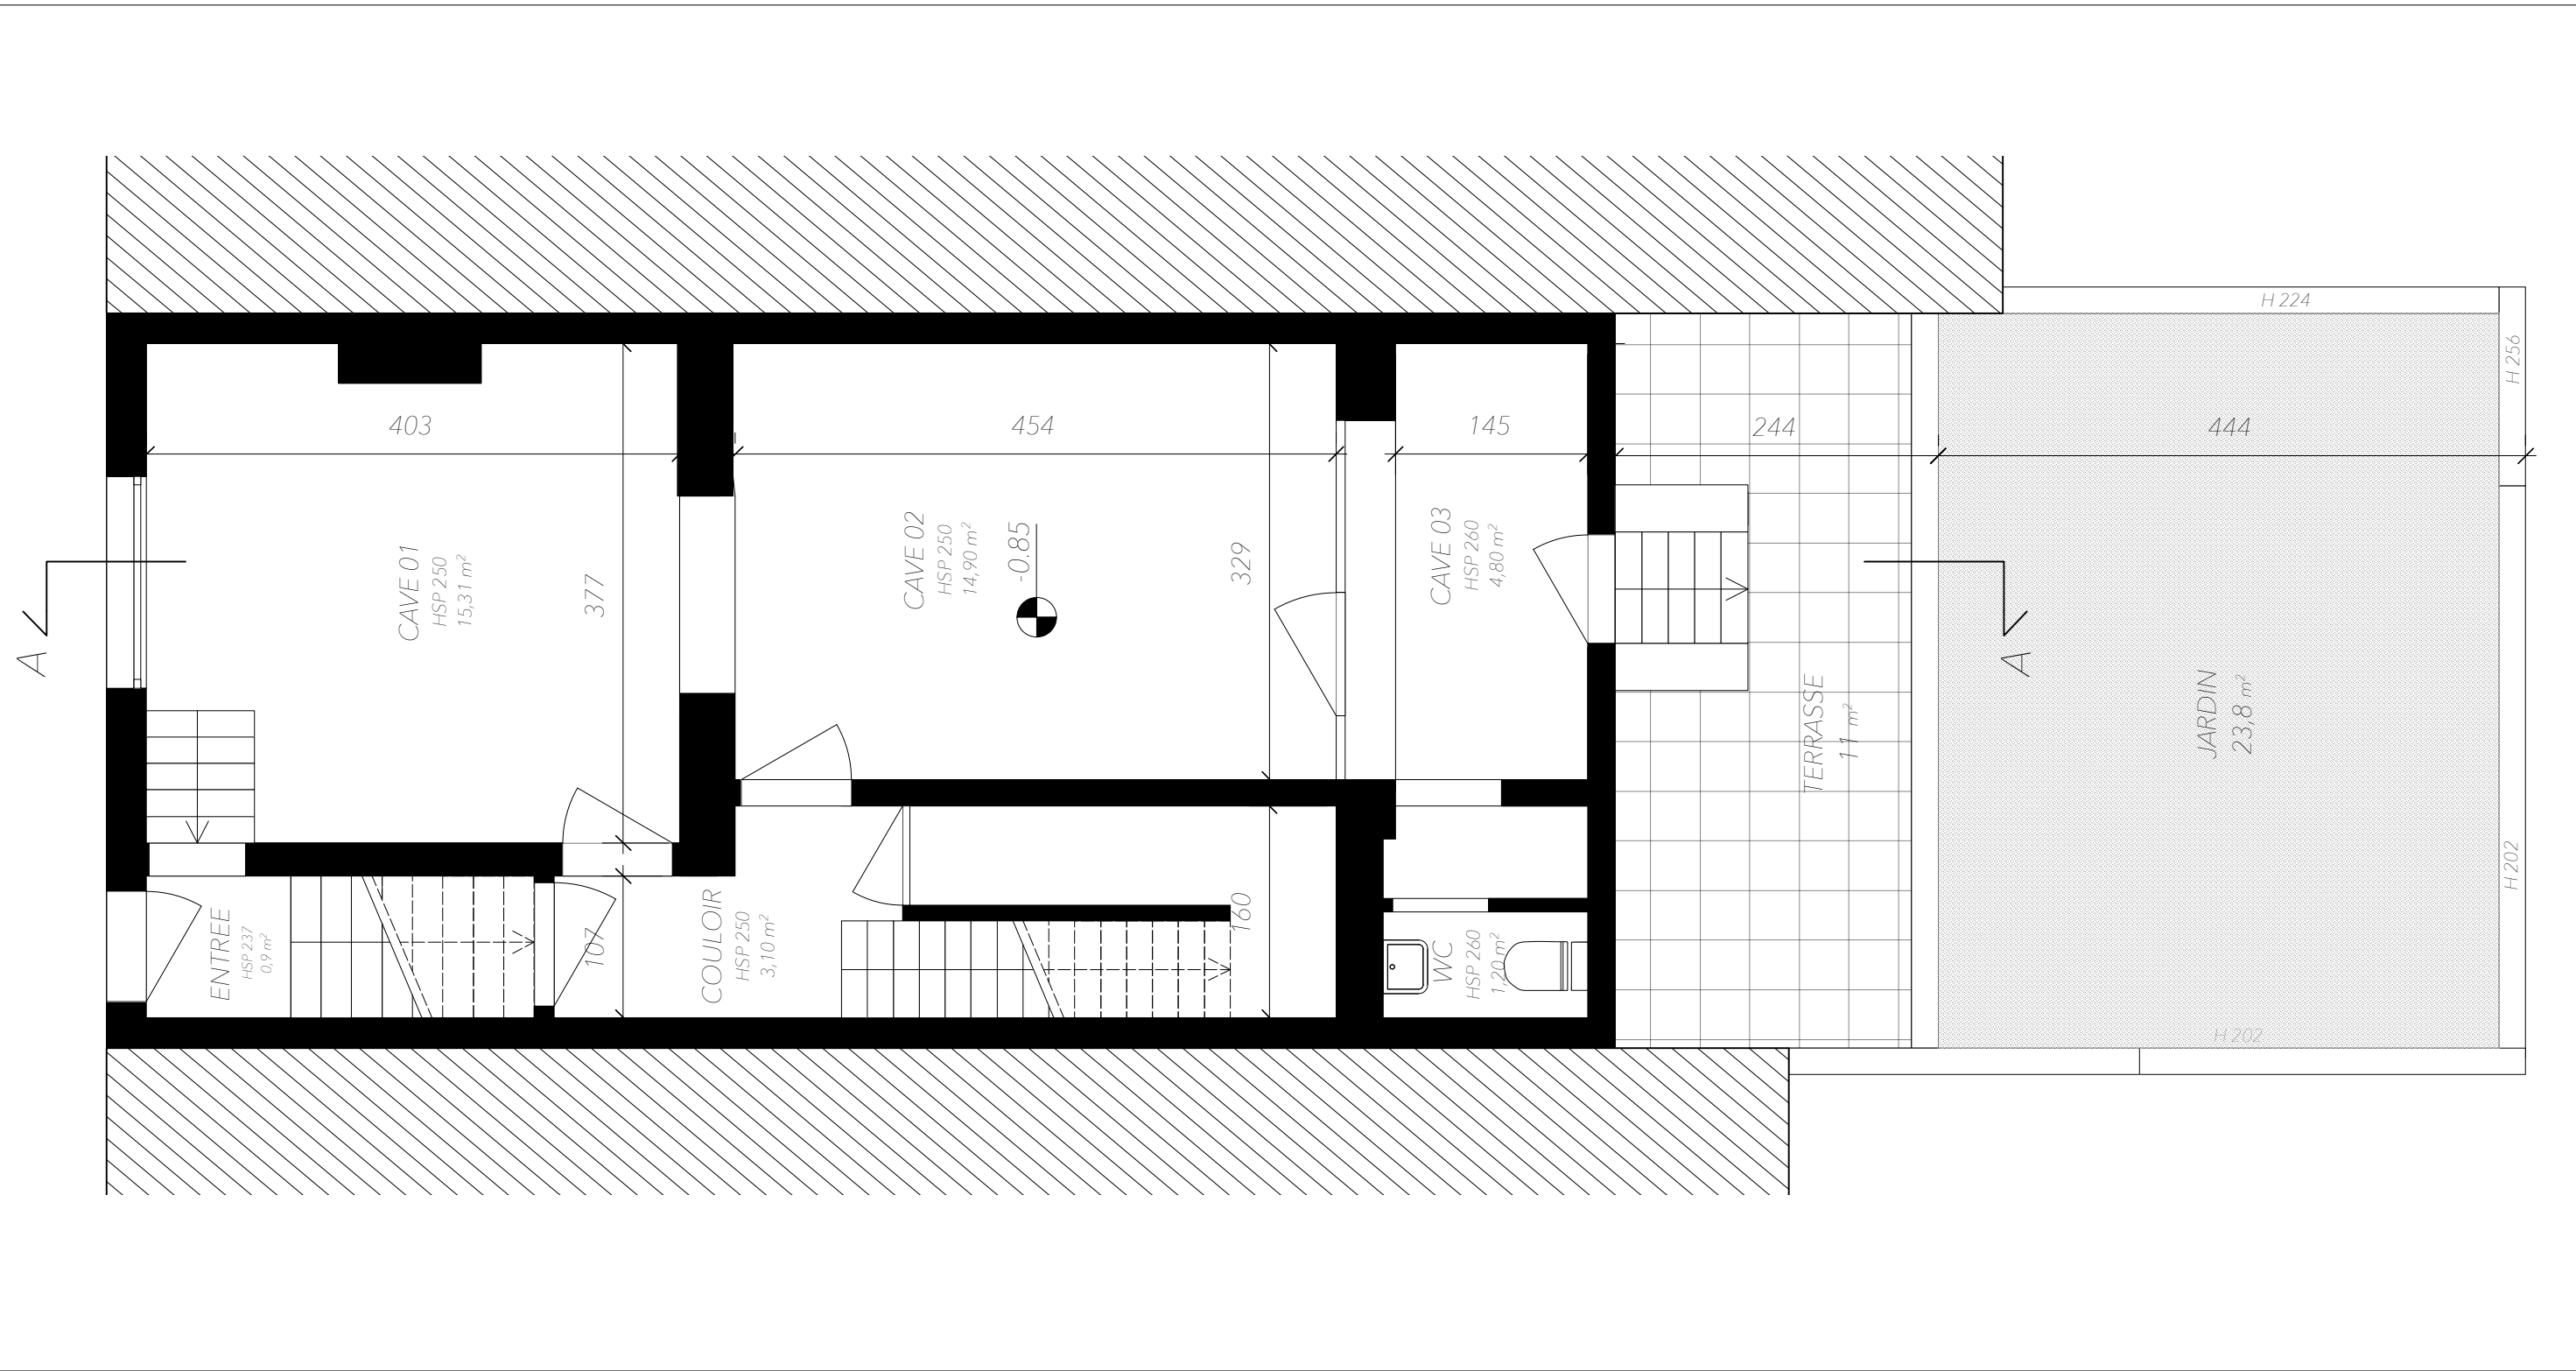 H 224
H 256
403
454
145
244
444
CAVE 01
HSP 250
15,31 m²
377
CAVE 02
HSP 250
14,90 m²
-0.85
329
CAVE 03
HSP 260
4,80 m²
A
A
TERRASSE
11 m²
JARDIN
23,8 m²
H 202
ENTREE
HSP 237
0,9 m²
107
COULOIR
HSP 250
3,10 m²
160
WC
HSP 260
1,20 m²
H 202